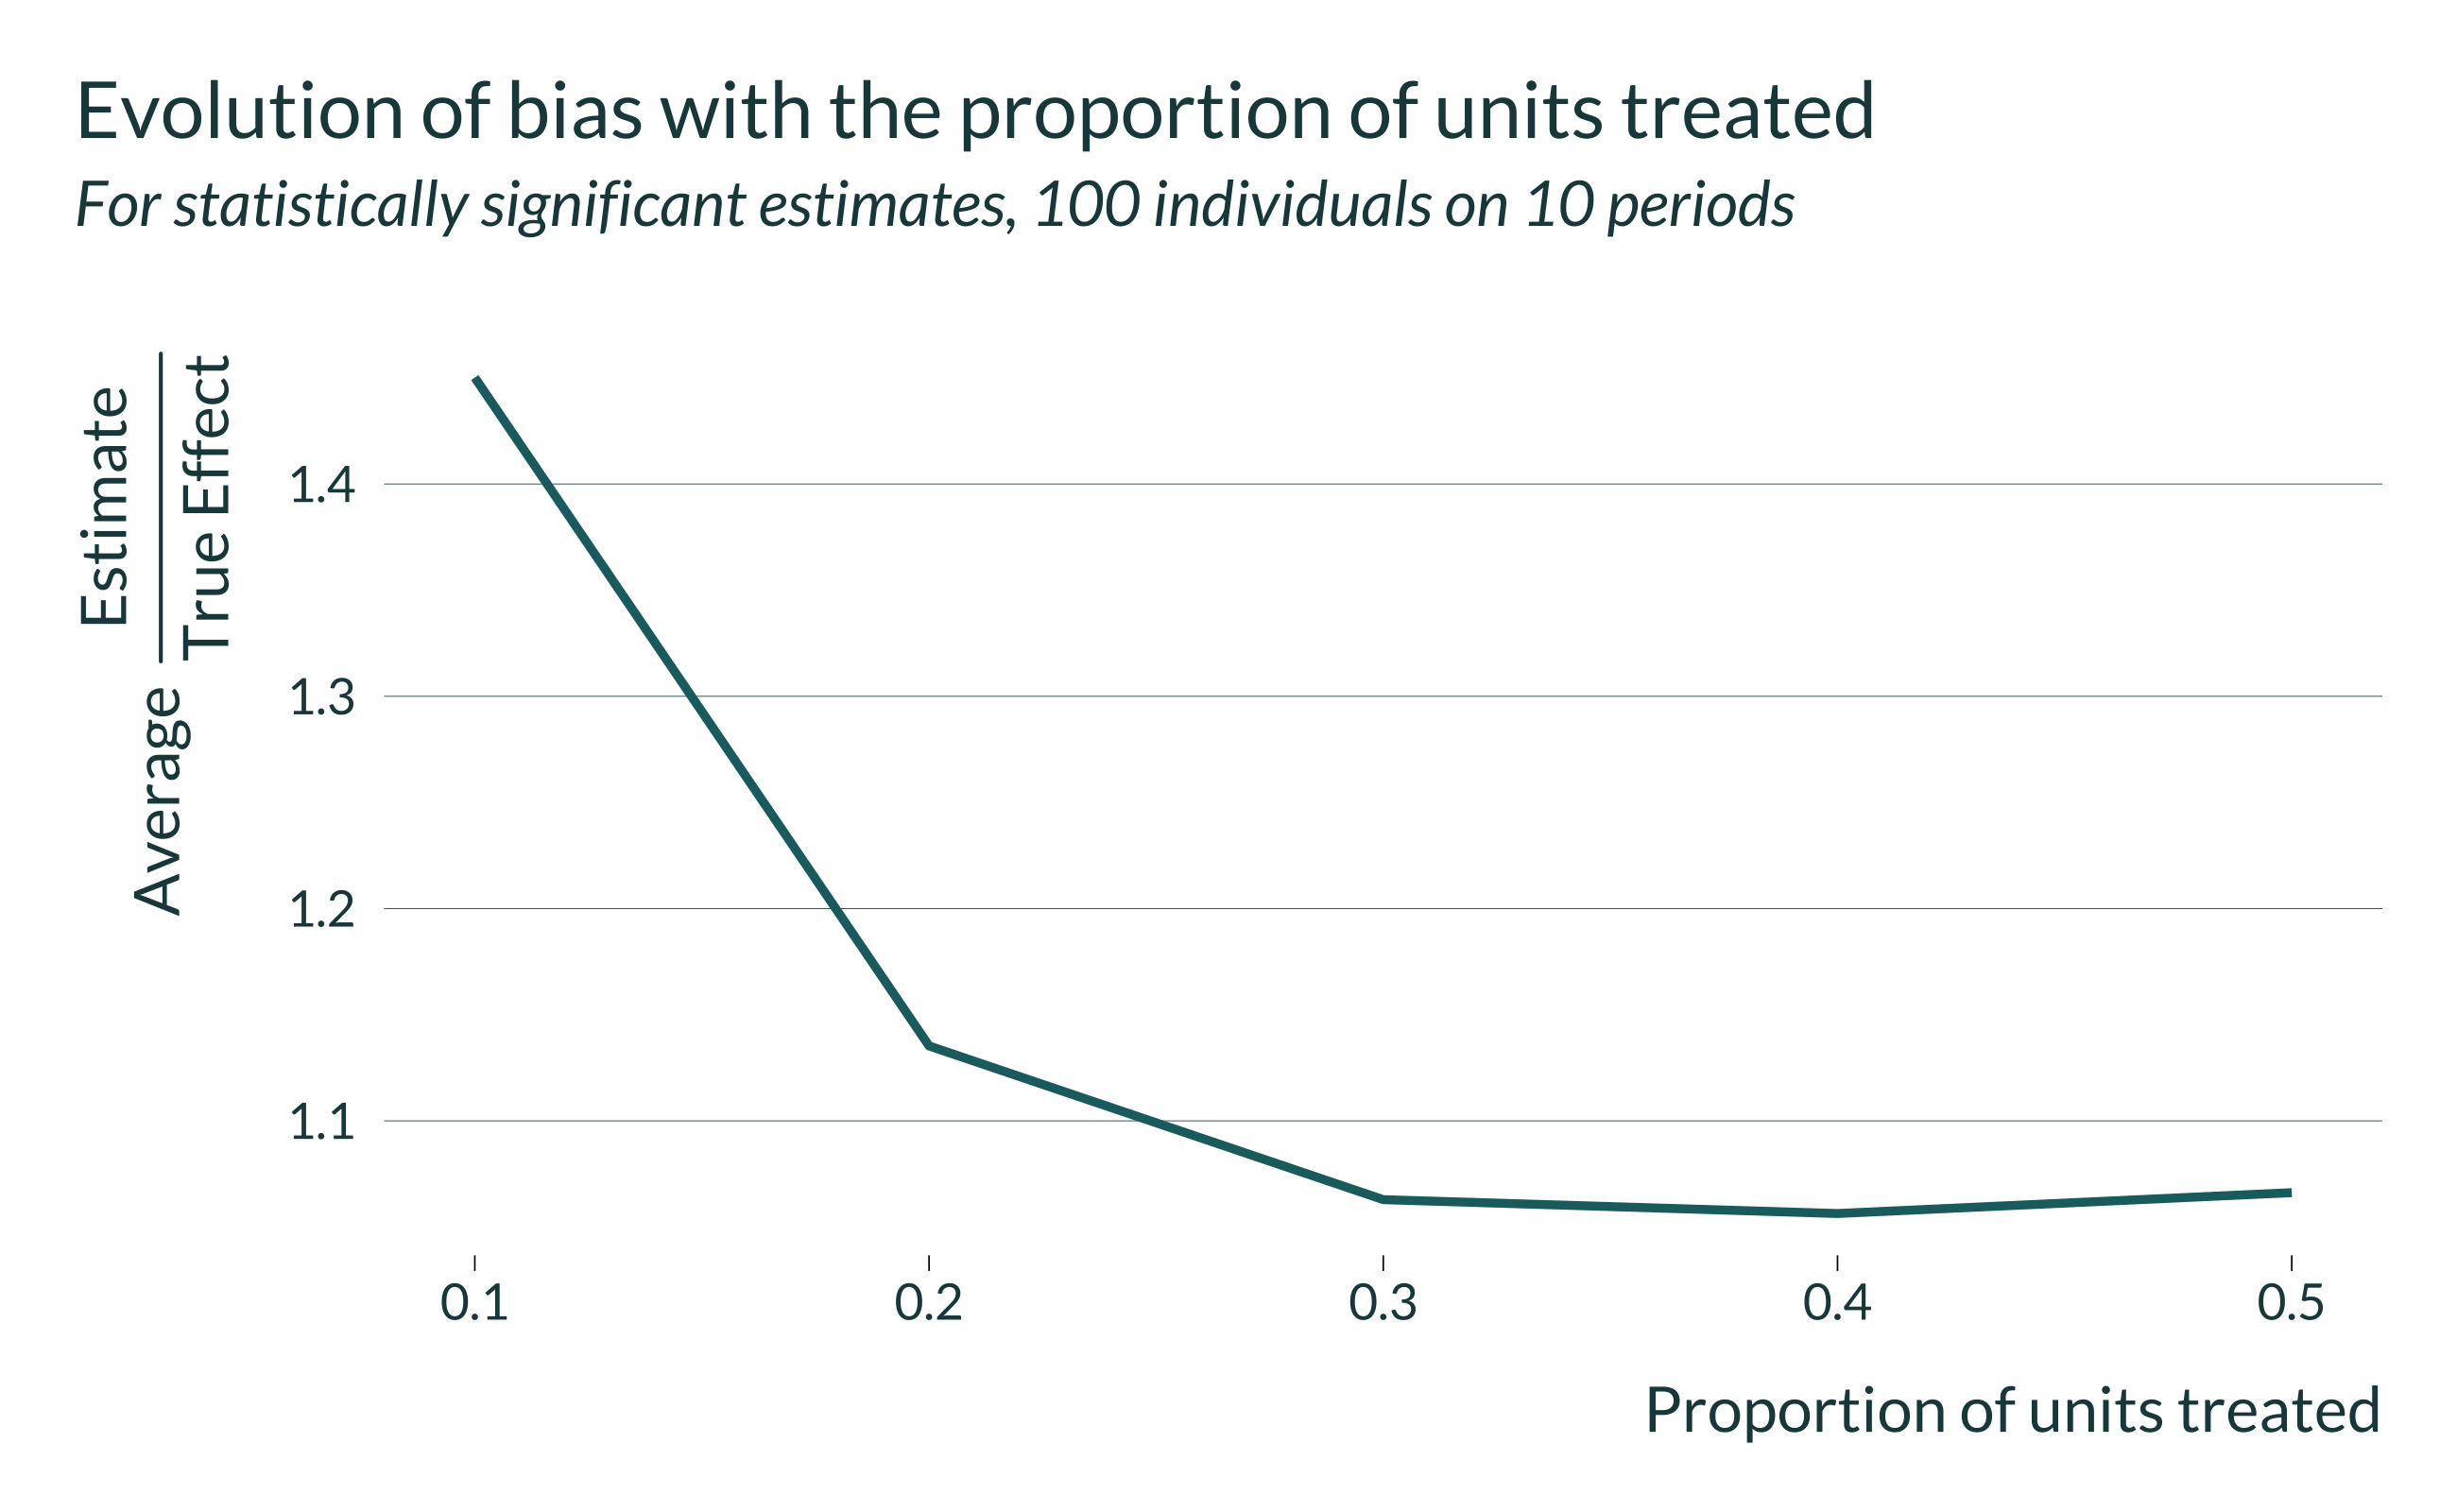 Evolution of bias with the proportion of units treated
For statistically significant estimates, 100 individuals on 10 periods
Average Estimate
True Effect
1.4
1.3
1.2
1.1
0.1 0.2 0.3 0.4 0.5
Proportion of units treated